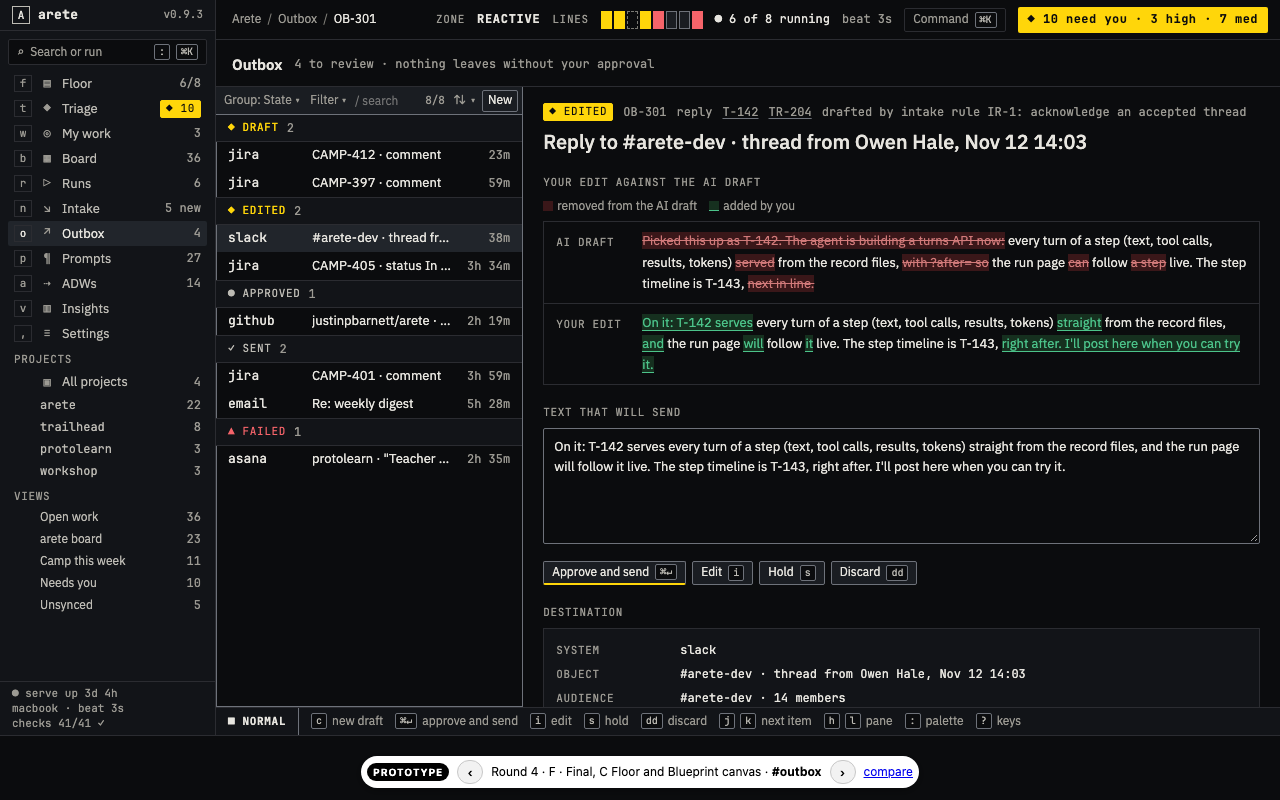 A arete v0.9.3
Arete / Outbox / OB-301
ZONE REACTIVE LINES
6 of 8 running beat 3s
Command ⌘K
◆ 10 need you · 3 high · 7 med
Search or run : ⌘K
f Floor 6/8
t Triage ◆ 10
w My work 3
b Board 36
r Runs 6
n Intake 5 new
o Outbox 4
p Prompts 27
a ADWs 14
v Insights
, Settings
PROJECTS
All projects 4
arete 22
trailhead 8
protolearn 3
workshop 3
VIEWS
Open work 36
arete board 23
Camp this week 11
Needs you 10
Unsynced 5
serve up 3d 4h
macbook · beat 3s
checks 41/41 ✓
Outbox 4 to review · nothing leaves without your approval
Group: State ▾ Filter ▾ / search 8/8 ⇅ ▾ New
◆ DRAFT 2
jira CAMP-412 · comment 23m
jira CAMP-397 · comment 59m
◆ EDITED 2
slack #arete-dev · thread fr… 38m
jira CAMP-405 · status In … 3h 34m
● APPROVED 1
github justinpbarnett/arete · … 2h 19m
✓ SENT 2
jira CAMP-401 · comment 3h 59m
email Re: weekly digest 5h 28m
▲ FAILED 1
asana protolearn · "Teacher … 2h 35m
◆ EDITED OB-301 reply T-142 TR-204 drafted by intake rule IR-1: acknowledge an accepted thread
Reply to #arete-dev · thread from Owen Hale, Nov 12 14:03
YOUR EDIT AGAINST THE AI DRAFT
removed from the AI draft added by you
AI DRAFT Picked this up as T-142. The agent is building a turns API now: every turn of a step (text, tool calls,
results, tokens) served from the record files, with ?after= so the run page can follow a step live. The step
timeline is T-143, next in line.
YOUR EDIT On it: T-142 serves every turn of a step (text, tool calls, results, tokens) straight from the record files,
and the run page will follow it live. The step timeline is T-143, right after. I'll post here when you can try
it.
TEXT THAT WILL SEND
On it: T-142 serves every turn of a step (text, tool calls, results, tokens) straight from the record files, and the run page
will follow it live. The step timeline is T-143, right after. I'll post here when you can try it.
Approve and send ⌘↵ Edit i Hold s Discard dd
DESTINATION
SYSTEM slack
OBJECT #arete-dev · thread from Owen Hale, Nov 12 14:03
AUDIENCE #arete-dev · 14 members
NORMAL c new draft ⌘↵ approve and send i edit s hold dd discard j k next item h l pane : palette ? keys
PROTOTYPE ‹ Round 4 · F · Final, C Floor and Blueprint canvas · #outbox › compare